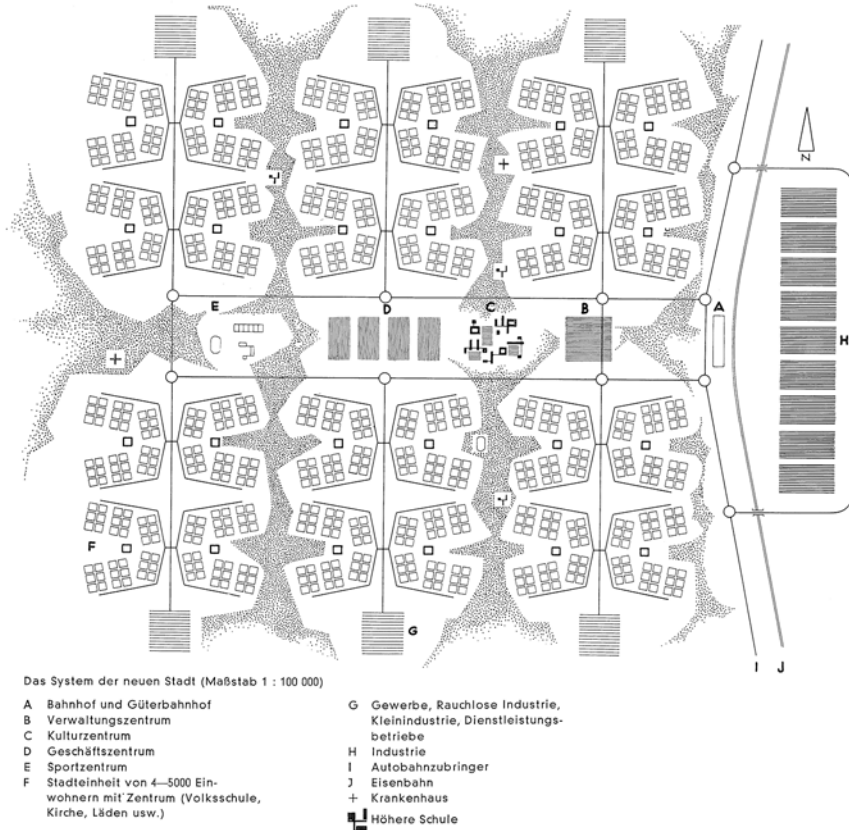 N
E
D
C
B
A
H
F
G
I
J
Das System der neuen Stadt (Maßstab 1 : 100 000)
A Bahnhof und Güterbahnhof
B Verwaltungszentrum
C Kulturzentrum
D Geschäftszentrum
E Sportzentrum
F Stadteinheit von 4—5000 Ein-
wohnern mit Zentrum (Volksschule,
Kirche, Läden usw.)
G Gewerbe, Rauchlose Industrie,
Kleinindustrie, Dienstleistungs-
betriebe
H Industrie
I Autobahnzubringer
J Eisenbahn
+ Krankenhaus
Höhere Schule